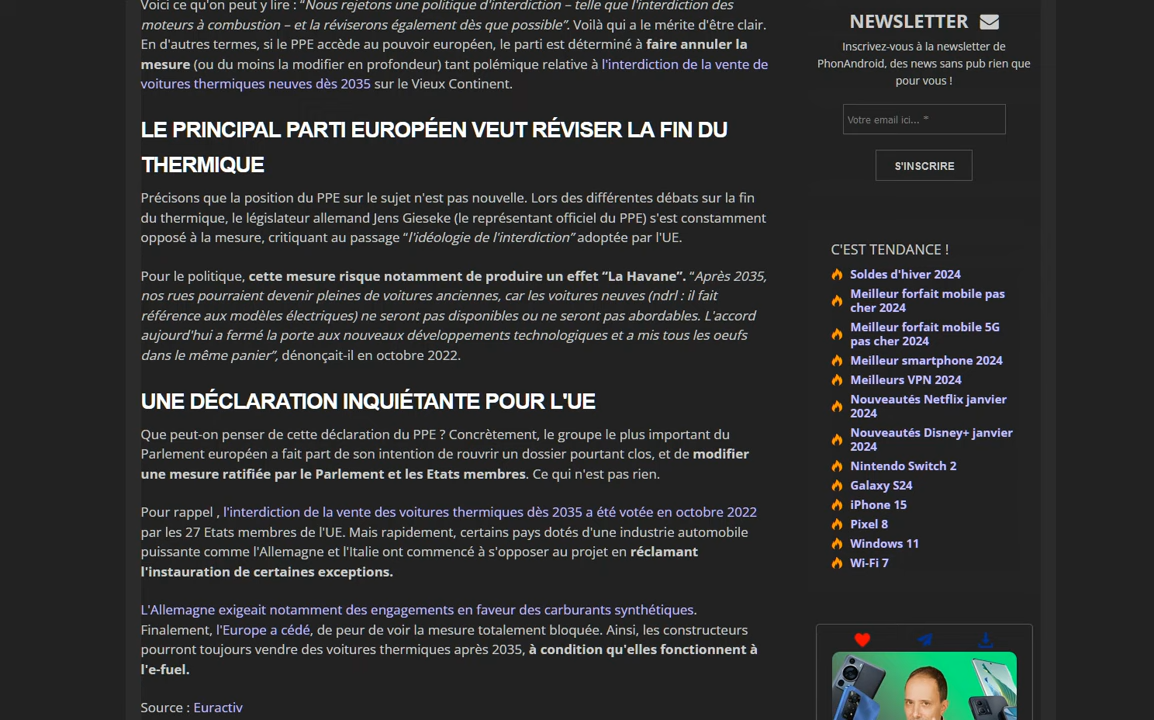 Voici ce qu'on peut y lire : “Nous rejetons une politique d'interdiction – telle que l'interdiction des
moteurs à combustion – et la réviserons également dès que possible”. Voilà qui a le mérite d'être clair.
En d'autres termes, si le PPE accède au pouvoir européen, le parti est déterminé à faire annuler la
mesure (ou du moins la modifier en profondeur) tant polémique relative à l'interdiction de la vente de
voitures thermiques neuves dès 2035 sur le Vieux Continent.
LE PRINCIPAL PARTI EUROPÉEN VEUT RÉVISER LA FIN DU
THERMIQUE
Précisons que la position du PPE sur le sujet n'est pas nouvelle. Lors des différentes débats sur la fin
du thermique, le législateur allemand Jens Gieseke (le représentant officiel du PPE) s'est constamment
opposé à la mesure, critiquant au passage “l'idéologie de l'interdiction” adoptée par l'UE.
Pour le politique, cette mesure risque notamment de produire un effet “La Havane”. “Après 2035,
nos rues pourraient devenir pleines de voitures anciennes, car les voitures neuves (ndrl : il fait
référence aux modèles électriques) ne seront pas disponibles ou ne seront pas abordables. L'accord
aujourd'hui a fermé la porte aux nouveaux développements technologiques et a mis tous les oeufs
dans le même panier”, dénonçait-il en octobre 2022.
UNE DÉCLARATION INQUIÉTANTE POUR L'UE
Que peut-on penser de cette déclaration du PPE ? Concrètement, le groupe le plus important du
Parlement européen a fait part de son intention de rouvrir un dossier pourtant clos, et de modifier
une mesure ratifiée par le Parlement et les Etats membres. Ce qui n'est pas rien.
Pour rappel , l'interdiction de la vente des voitures thermiques dès 2035 a été votée en octobre 2022
par les 27 Etats membres de l'UE. Mais rapidement, certains pays dotés d'une industrie automobile
puissante comme l'Allemagne et l'Italie ont commencé à s'opposer au projet en réclamant
l'instauration de certaines exceptions.
L'Allemagne exigeait notamment des engagements en faveur des carburants synthétiques.
Finalement, l'Europe a cédé, de peur de voir la mesure totalement bloquée. Ainsi, les constructeurs
pourront toujours vendre des voitures thermiques après 2035, à condition qu'elles fonctionnent à
l'e-fuel.
Source : Euractiv
NEWSLETTER
Inscrivez-vous à la newsletter de
PhonAndroid, des news sans pub rien que
pour vous !
Votre email ici... *
S'INSCRIRE
C'EST TENDANCE !
Soldes d'hiver 2024
Meilleur forfait mobile pas
cher 2024
Meilleur forfait mobile 5G
pas cher 2024
Meilleur smartphone 2024
Meilleurs VPN 2024
Nouveautés Netflix janvier
2024
Nouveautés Disney+ janvier
2024
Nintendo Switch 2
Galaxy S24
iPhone 15
Pixel 8
Windows 11
Wi-Fi 7